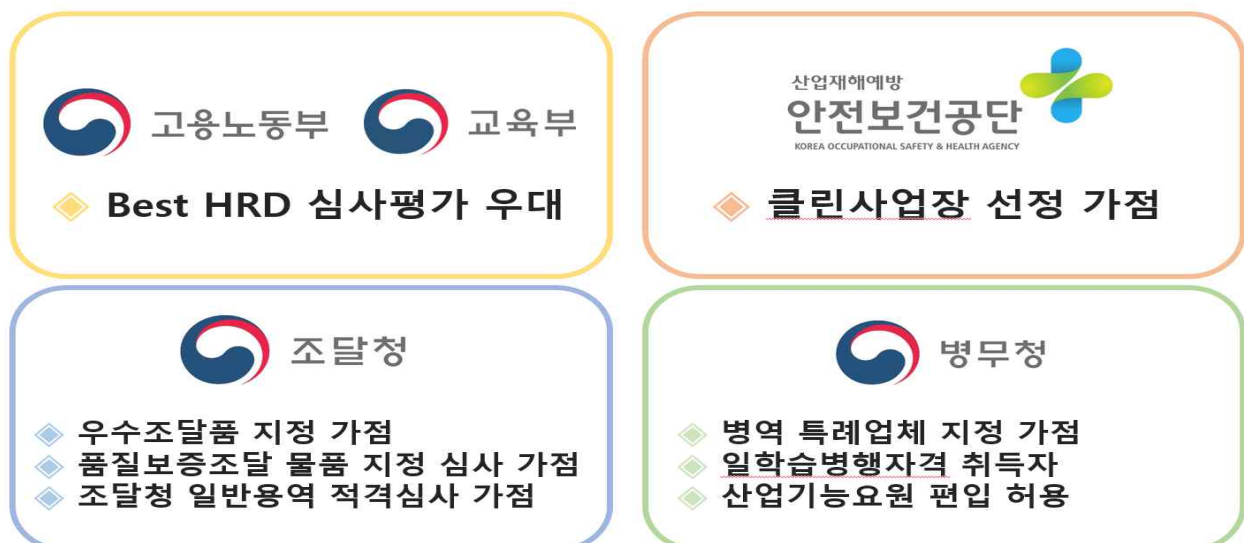 고용노동부 교육부
◈ Best HRD 심사평가 우대
산업재해예방
안전보건공단
KOREA OCCUPATIONAL SAFETY & HEALTH AGENCY
◈ 클린사업장 선정 가점
조달청
◈ 우수조달품 지정 가점
◈ 품질보증조달 물품 지정 심사 가점
◈ 조달청 일반용역 적격심사 가점
병무청
◈ 병역 특례업체 지정 가점
◈ 일학습병행자격 취득자
◈ 산업기능요원 편입 허용